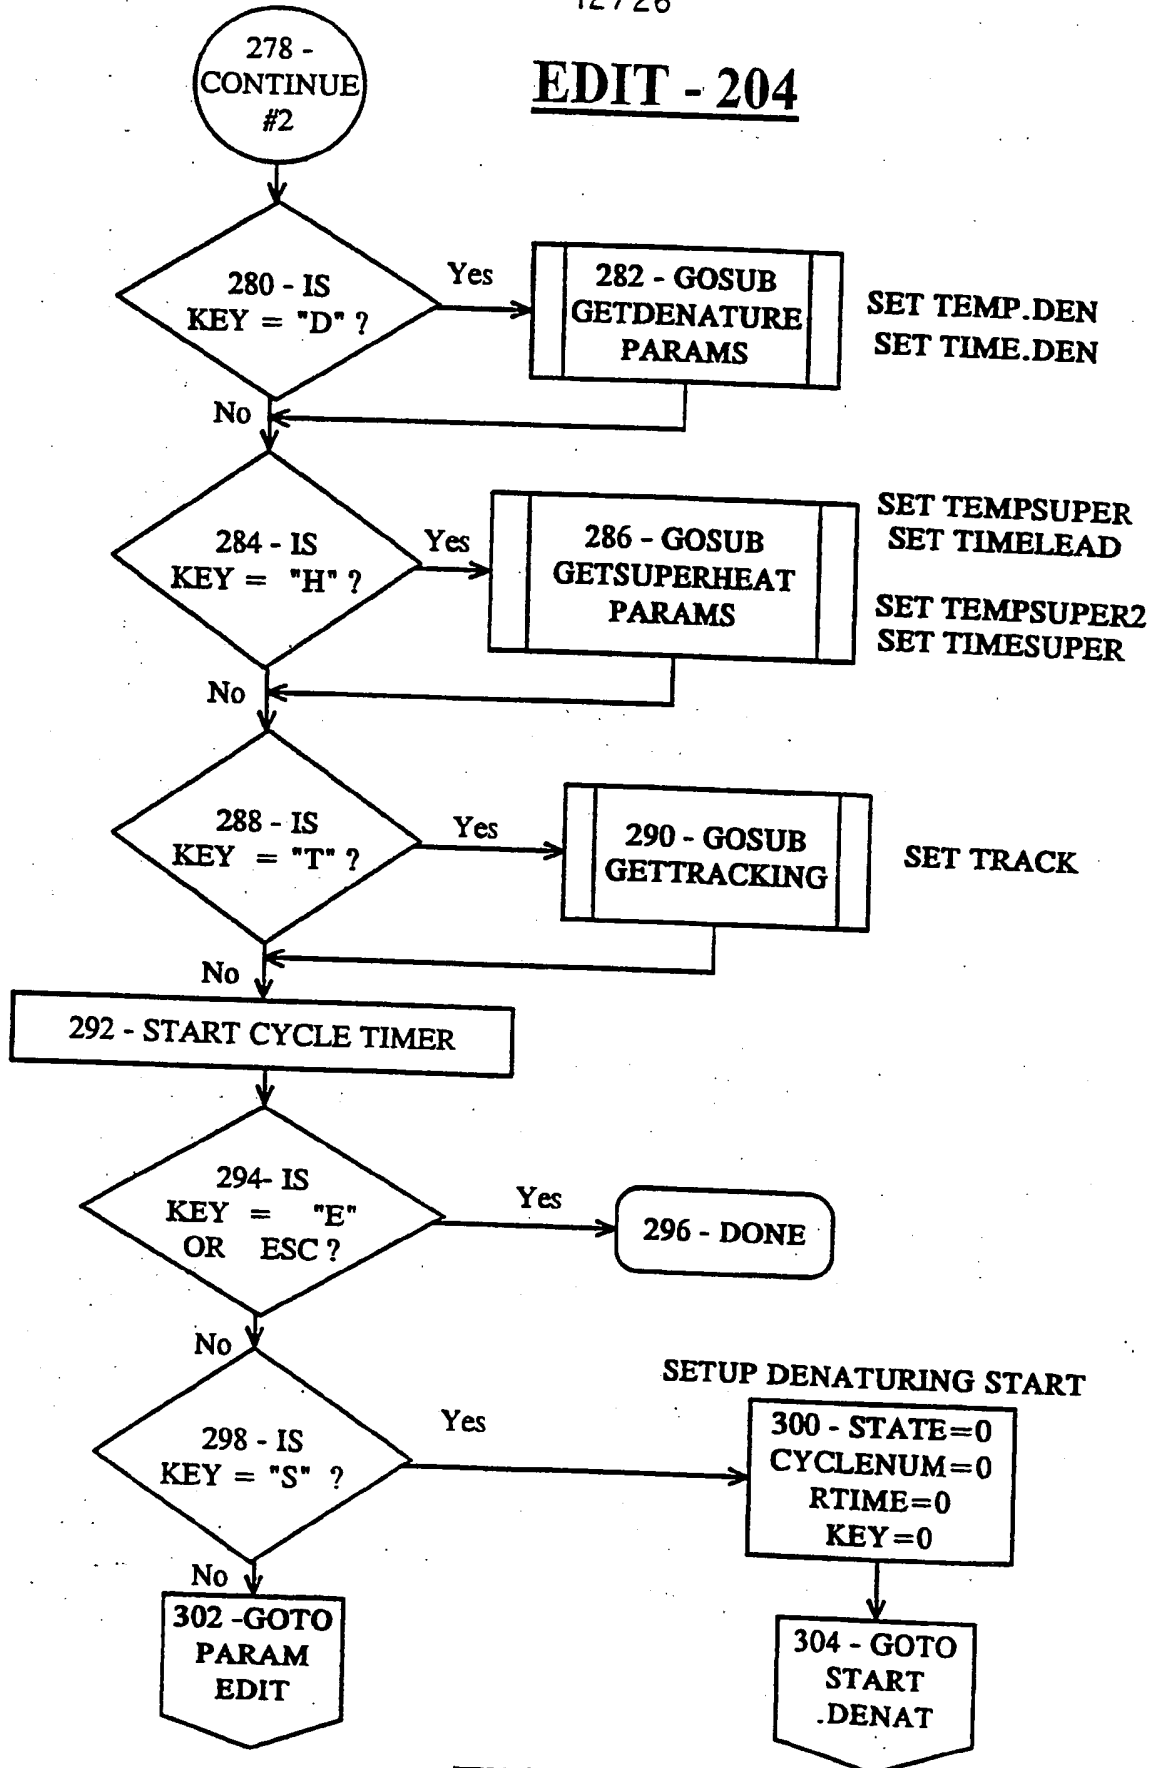 12/26
EDIT - 204
278 -
CONTINUE
#2
280 - IS
KEY = "D" ?
Yes
282 - GOSUB
GETDENATURE
PARAMS
SET TEMP.DEN
SET TIME.DEN
No
284 - IS
KEY = "H" ?
Yes
286 - GOSUB
GETSUPERHEAT
PARAMS
SET TEMPSUPER
SET TIMELEAD
SET TEMPSUPER2
SET TIMESUPER
No
288 - IS
KEY = "T" ?
Yes
290 - GOSUB
GETTRACKING
SET TRACK
No
292 - START CYCLE TIMER
294- IS
KEY = "E"
OR ESC ?
Yes
296 - DONE
No
298 - IS
KEY = "S" ?
Yes
SETUP DENATURING START
300 - STATE=0
CYCLENUM=0
RTIME=0
KEY=0
No
302 -GOTO
PARAM
EDIT
304 - GOTO
START
.DENAT